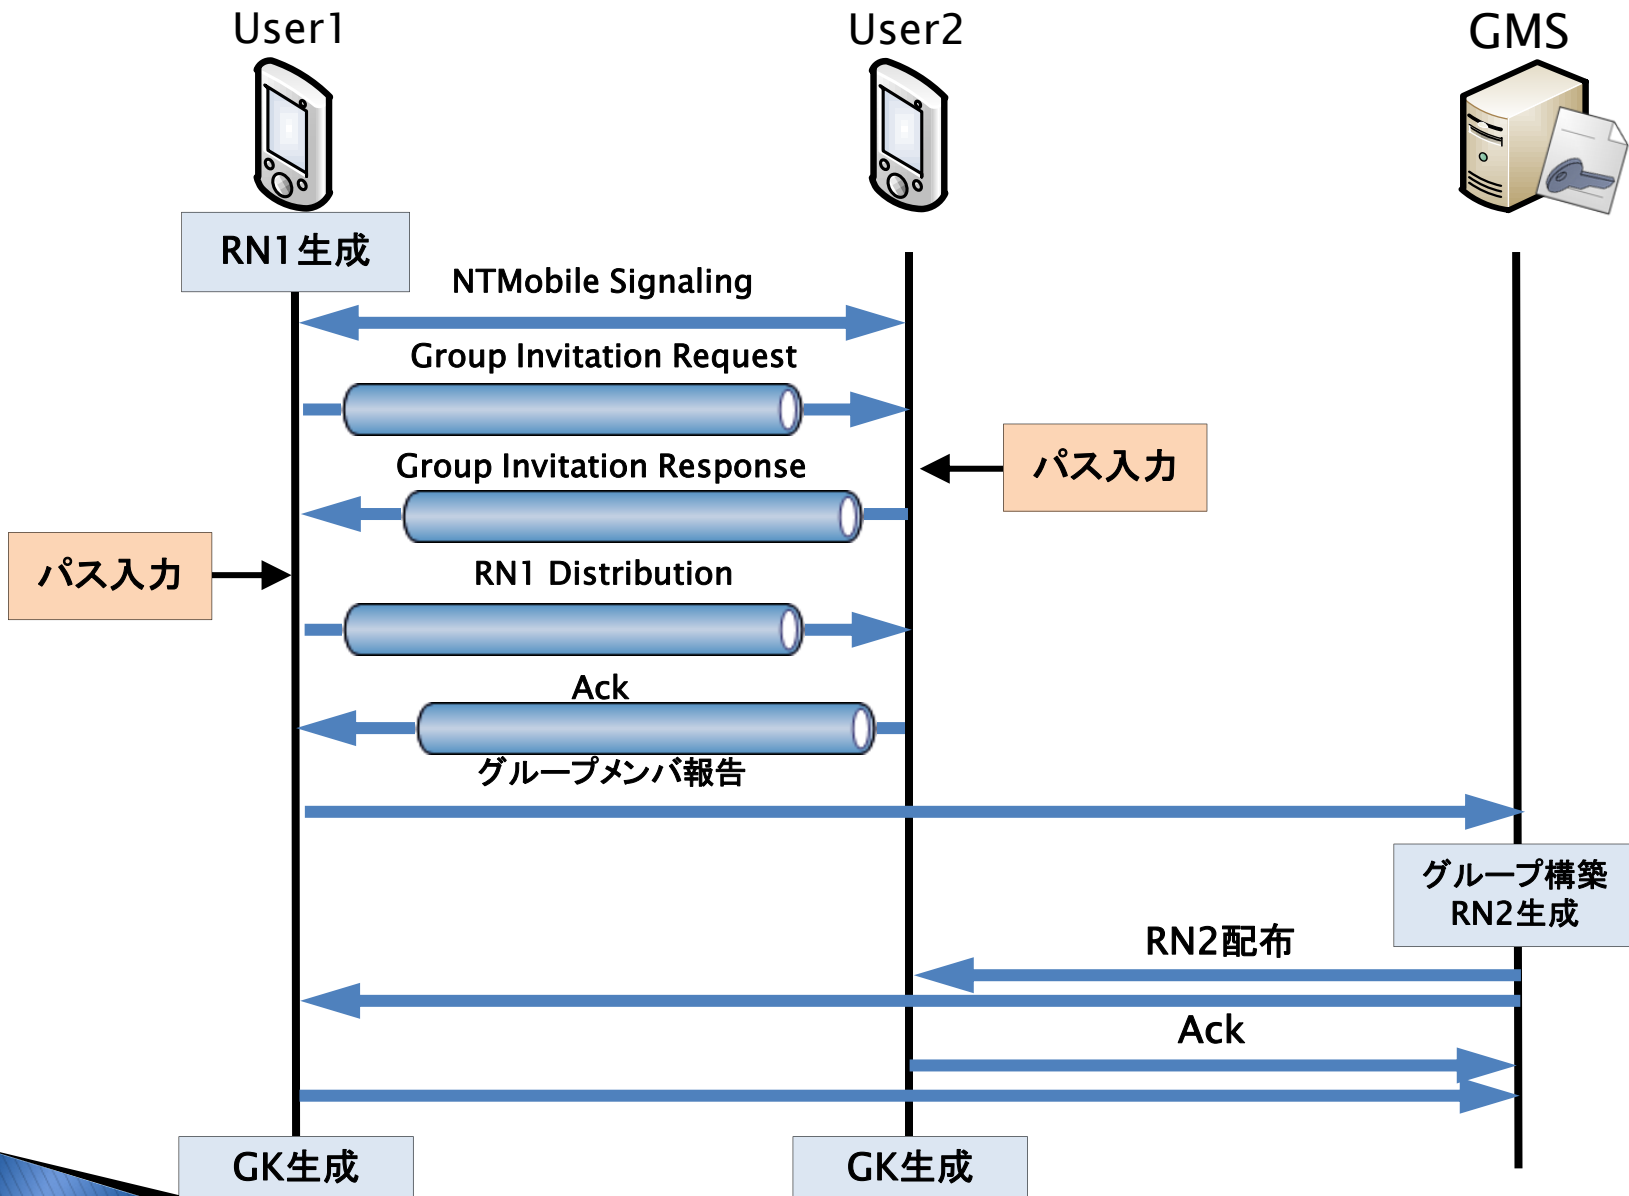 User1
User2
GMS
RN1生成
NTMobile Signaling
Group Invitation Request
パス入力
Group Invitation Response
パス入力
RN1 Distribution
Ack
グループメンバ報告
グループ構築
RN2生成
RN2配布
Ack
GK生成
GK生成